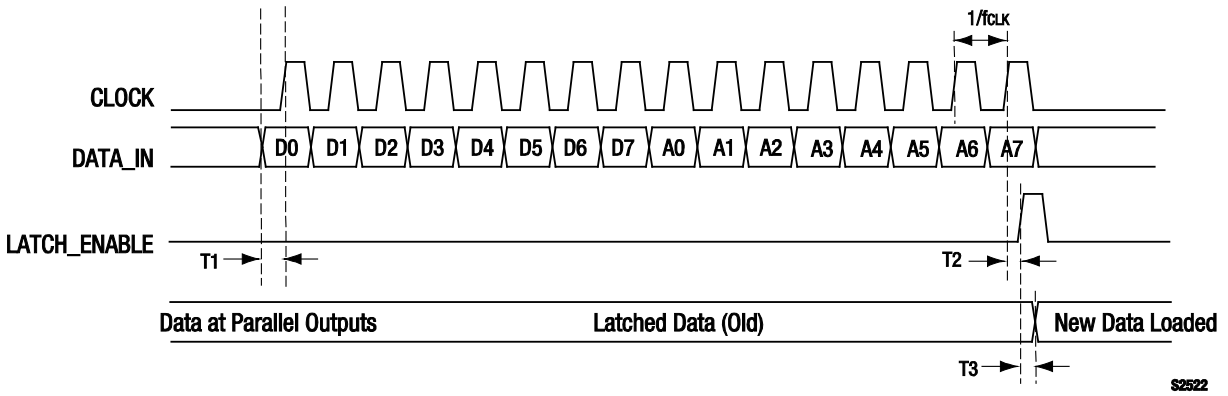 1/fCLK
CLOCK
DATA_IN D0 D1 D2 D3 D4 D5 D6 D7 A0 A1 A2 A3 A4 A5 A6 A7
LATCH_ENABLE
T1 T2
Data at Parallel Outputs Latched Data (Old) New Data Loaded
T3
S2522